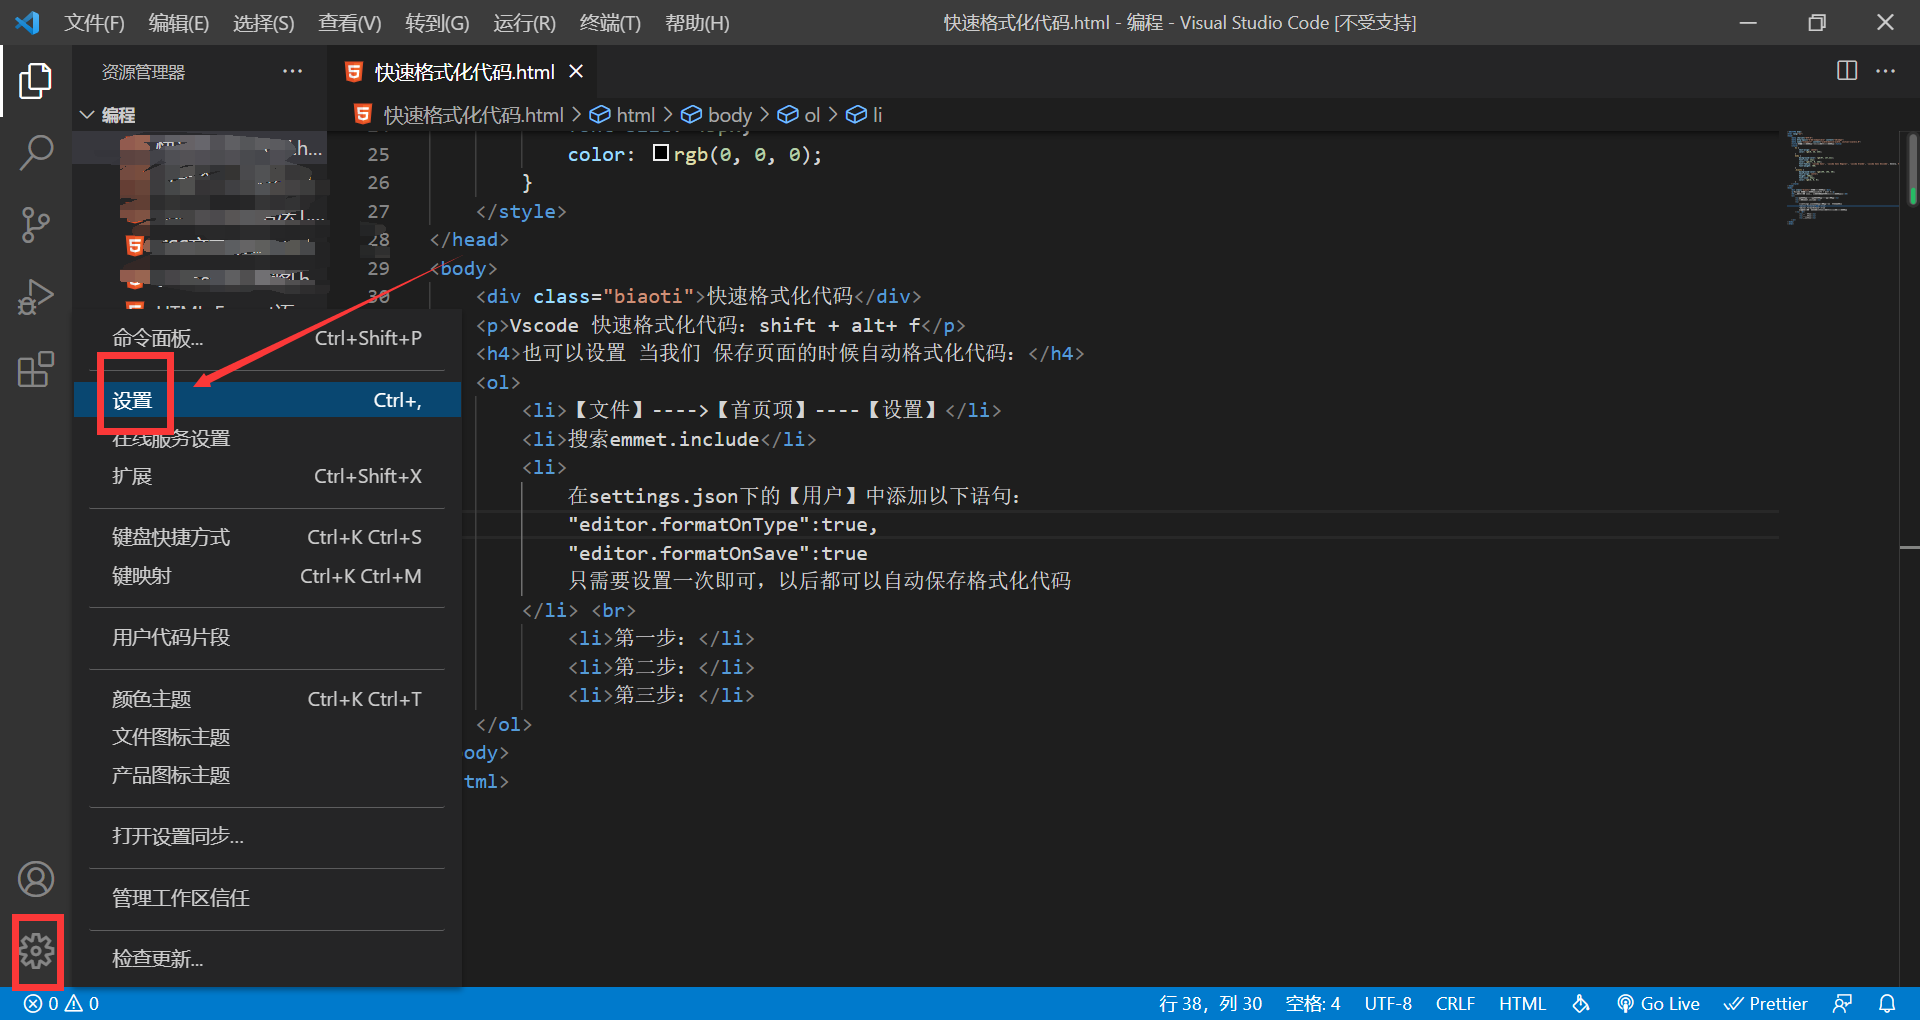 文件(F) 编辑(E) 选择(S) 查看(V) 转到(G) 运行(R) 终端(T) 帮助(H) 快速格式化代码.html - 编程 - Visual Studio Code [不受支持]
资源管理器 ··· 快速格式化代码.html
编程
快速格式化代码.html > html > body > ol > li
25 color: rgb(0, 0, 0);
26 }
27 </style>
28 </head>
29 <body>
30 <div class="biaoti">快速格式化代码</div>
<p>Vscode 快速格式化代码：shift + alt+ f</p>
<h4>也可以设置 当我们 保存页面的时候自动格式化代码：</h4>
<ol>
<li>【文件】---->【首页项】----【设置】</li>
<li>搜索emmet.include</li>
<li>
在settings.json下的【用户】中添加以下语句：
"editor.formatOnType":true,
"editor.formatOnSave":true
只需要设置一次即可，以后都可以自动保存格式化代码
</li> <br>
<li>第一步：</li>
<li>第二步：</li>
<li>第三步：</li>
</ol>
ody>
tml>
命令面板... Ctrl+Shift+P
设置 Ctrl+,
在线服务设置
扩展 Ctrl+Shift+X
键盘快捷方式 Ctrl+K Ctrl+S
键映射 Ctrl+K Ctrl+M
用户代码片段
颜色主题 Ctrl+K Ctrl+T
文件图标主题
产品图标主题
打开设置同步...
管理工作区信任
检查更新...
0 0 行 38，列 30 空格: 4 UTF-8 CRLF HTML Go Live Prettier